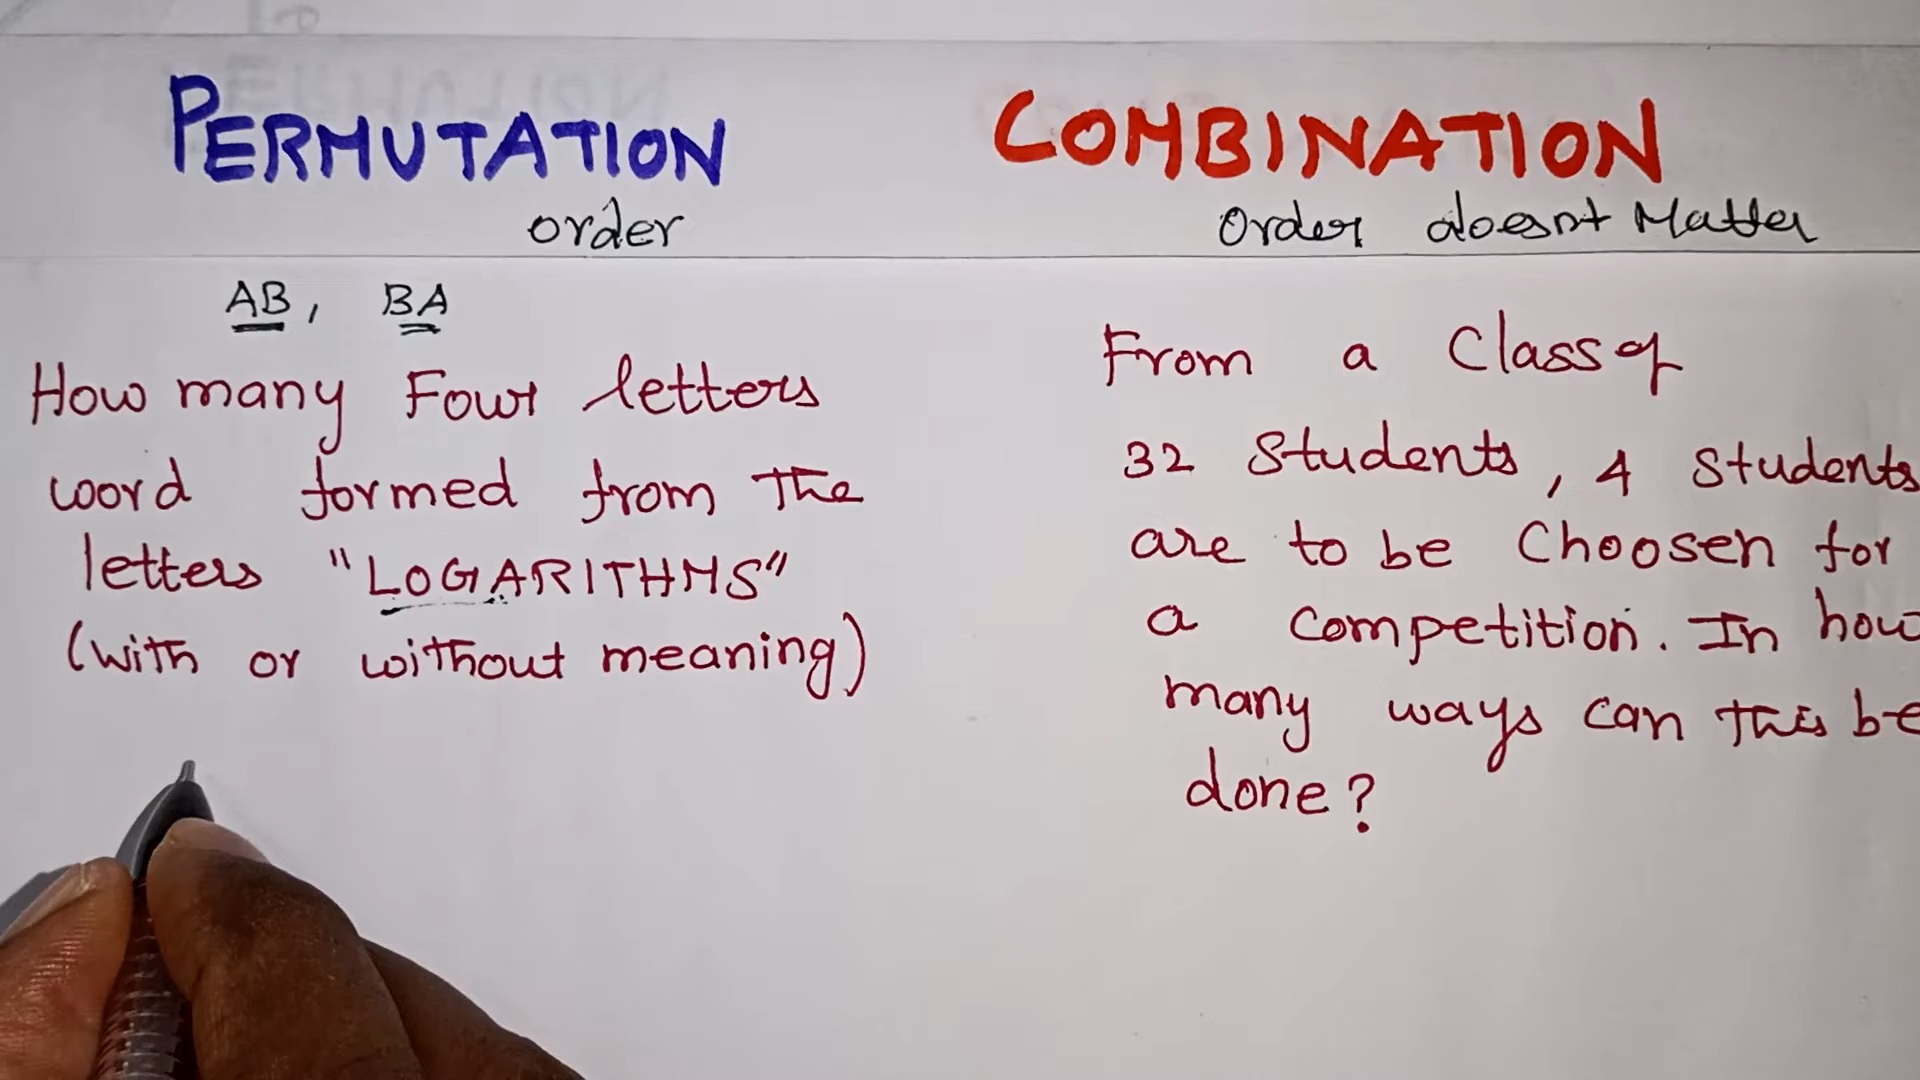 PERMUTATION
order
AB, BA
How many Four letters
word formed from the
letters "LOGARITHMS"
(with or without meaning)
COMBINATION
Order doesnt Matter
From a Class of
32 Students, 4 Students
are to be Choosen for
a competition. In how
many ways can this be
done?